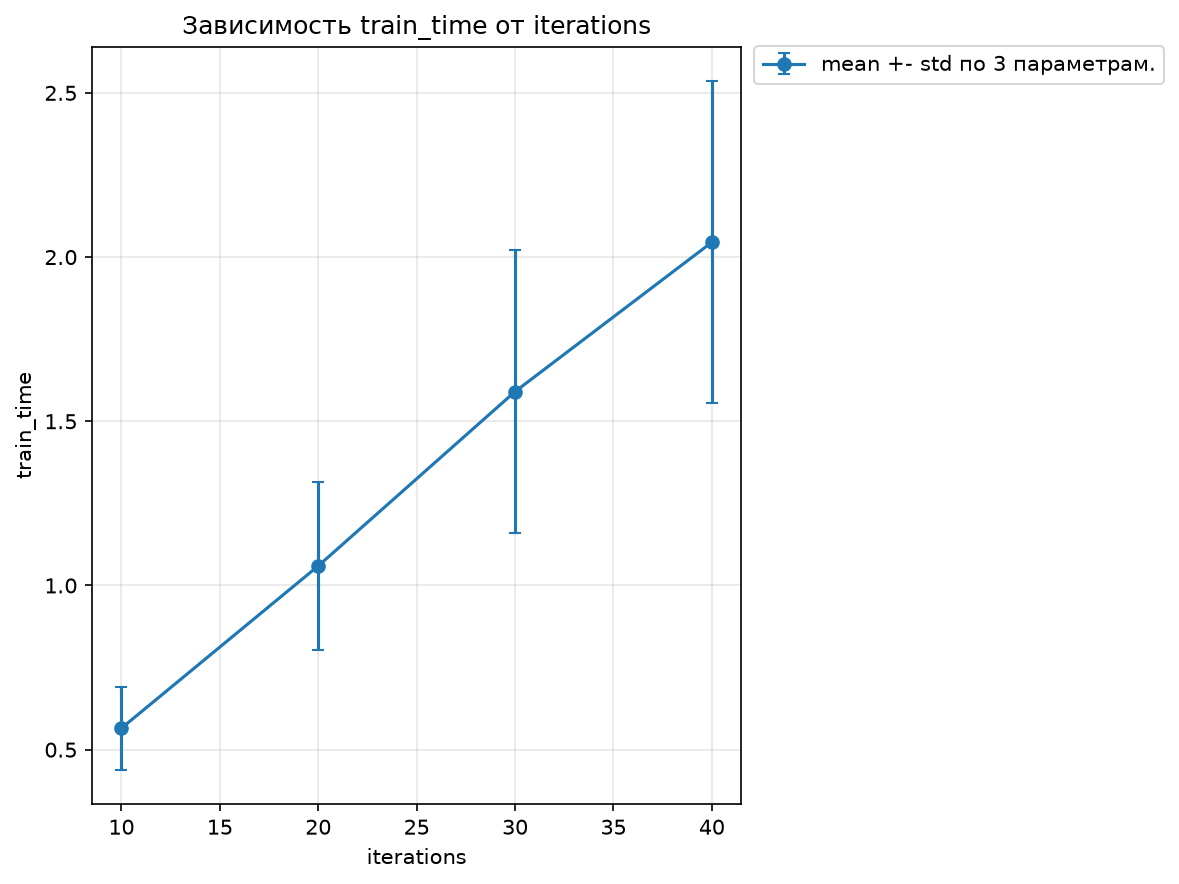 Зависимость train_time от iterations
mean +- std по 3 параметрам.
2.5
2.0
1.5
1.0
0.5
train_time
10 15 20 25 30 35 40
iterations